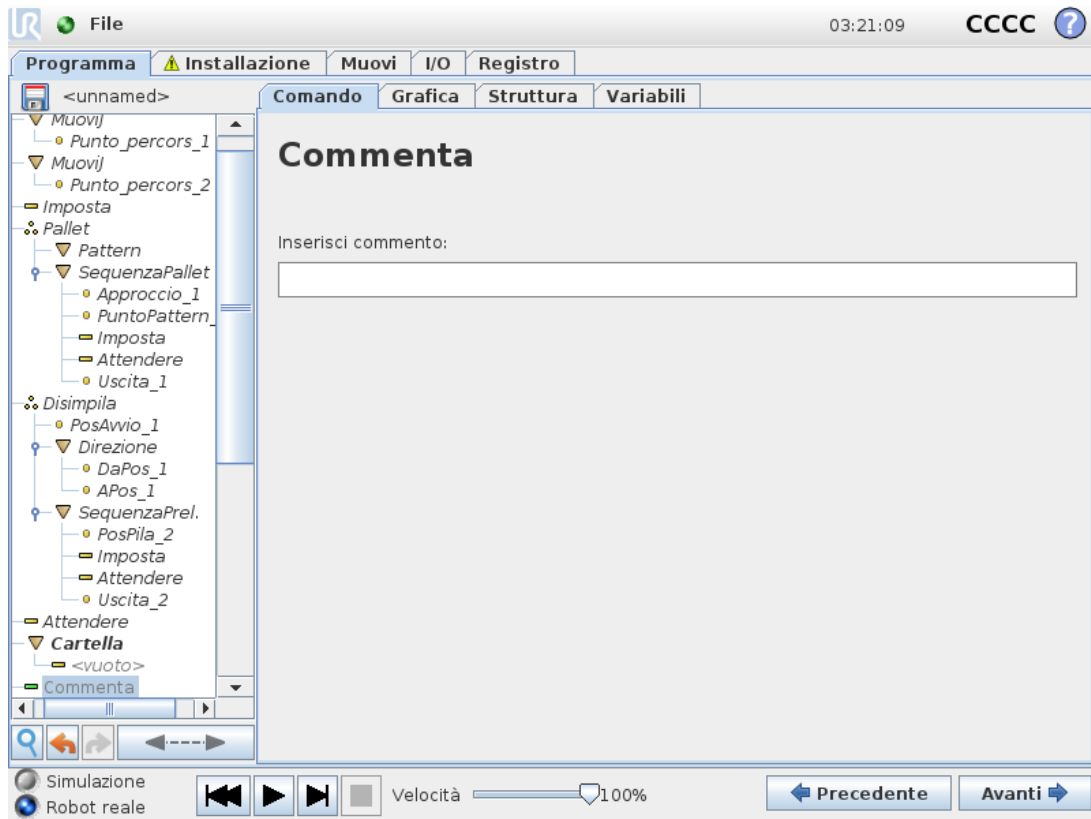 UR File 03:21:09 CCCC ?
Programma Installazione Muovi I/O Registro
<unnamed> Comando Grafica Struttura Variabili
MuoviJ
Punto_percors_1
MuoviJ
Punto_percors_2
Imposta
Pallet
Pattern
SequenzaPallet
Approccio_1
PuntoPattern_
Imposta
Attendere
Uscita_1
Disimpila
PosAvvio_1
Direzione
DaPos_1
APos_1
SequenzaPrel.
PosPila_2
Imposta
Attendere
Uscita_2
Attendere
Cartella
<vuoto>
Commenta
Commenta
Inserisci commento:
Simulazione
Robot reale
Velocità 100%
Precedente Avanti